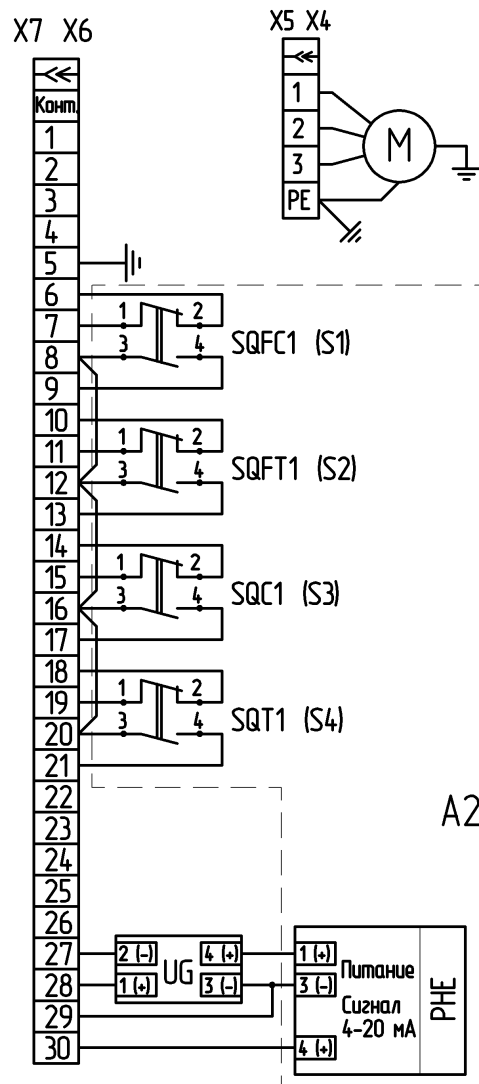 X7 X6
Конт.
1
2
3
4
5
6
7
8
9
10
11
12
13
14
15
16
17
18
19
20
21
22
23
24
25
26
27
28
29
30
X5 X4
1
2
3
PE
M
1 2
3 4
SQFC1 (S1)
1 2
3 4
SQFT1 (S2)
1 2
3 4
SQC1 (S3)
1 2
3 4
SQT1 (S4)
A2
2 (-) 4 (+)
UG
1 (+) 3 (-)
1 (+)
Питание
3 (-)
Сигнал
4-20 мА
4 (+)
PHE